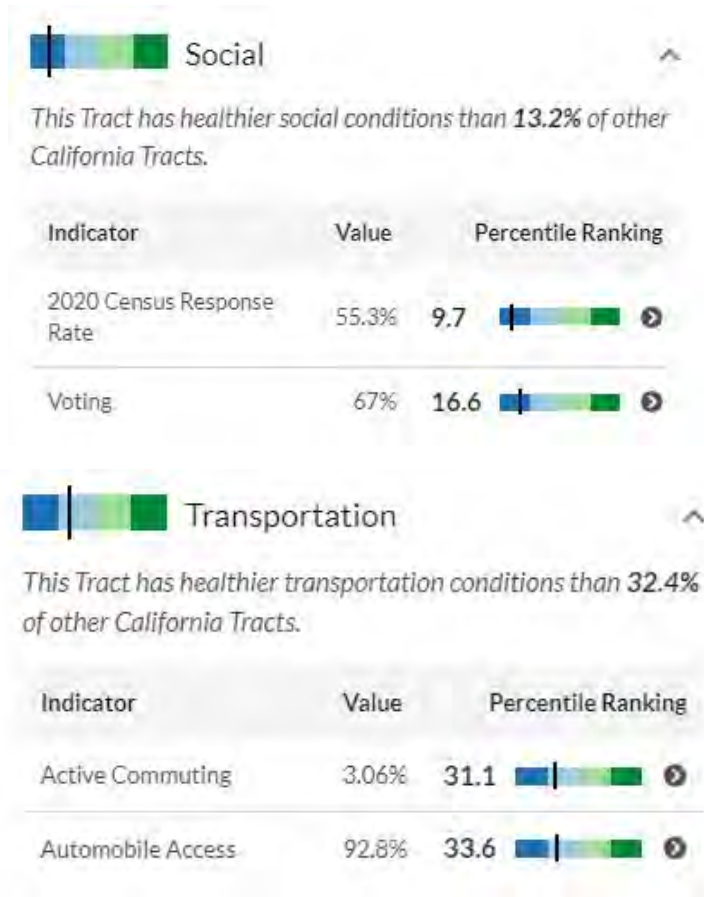 Social
This Tract has healthier social conditions than 13.2% of other
California Tracts.
Indicator Value Percentile Ranking
2020 Census Response
Rate 55.3% 9.7
Voting 67% 16.6
Transportation
This Tract has healthier transportation conditions than 32.4%
of other California Tracts.
Indicator Value Percentile Ranking
Active Commuting 3.06% 31.1
Automobile Access 92.8% 33.6